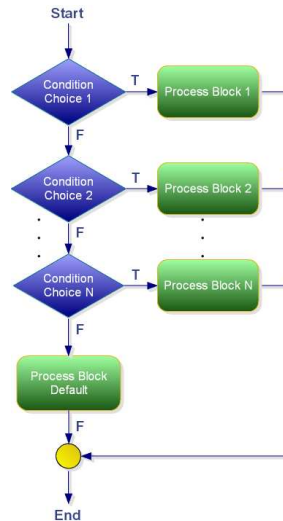 Start
Condition
Choice 1
T
Process Block 1
F
Condition
Choice 2
T
Process Block 2
F
Condition
Choice N
T
Process Block N
F
Process Block
Default
F
End